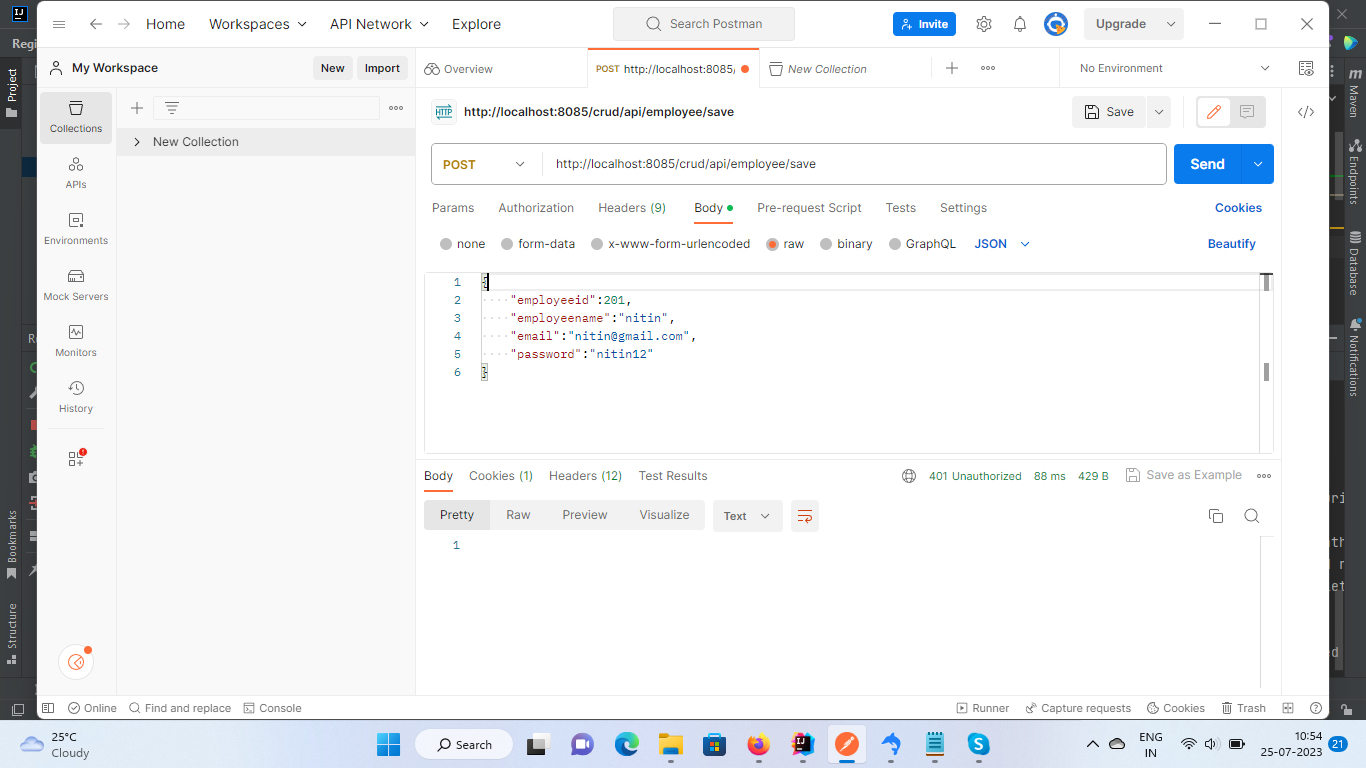 Home
Workspaces
API Network
Explore
Search Postman
Invite
Upgrade
Regi
Project
My Workspace
New
Import
Overview
POST http://localhost:8085/
New Collection
No Environment
Maven
Collections
New Collection
http://localhost:8085/crud/api/employee/save
Save
APIs
POST
http://localhost:8085/crud/api/employee/save
Send
Endpoints
Environments
Params
Authorization
Headers (9)
Body
Pre-request Script
Tests
Settings
Cookies
none
form-data
x-www-form-urlencoded
raw
binary
GraphQL
JSON
Beautify
Database
Mock Servers
1 {
2 "employeeid":201,
3 "employeename":"nitin",
4 "email":"nitin@gmail.com",
5 "password":"nitin12"
6 }
Monitors
Notifications
History
Body
Cookies (1)
Headers (12)
Test Results
401 Unauthorized
88 ms
429 B
Save as Example
Pretty
Raw
Preview
Visualize
Text
1
Bookmarks
Structure
Online
Find and replace
Console
Runner
Capture requests
Cookies
Trash
25°C
Cloudy
Search
ENG
IN
10:54
25-07-2023
21